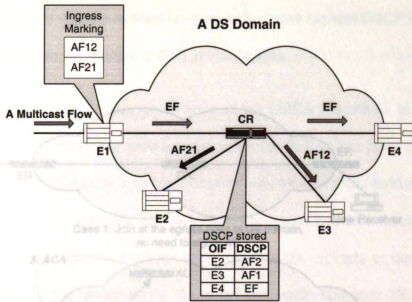 A DS Domain
Ingress
Marking
AF12
AF21
A Multicast Flow
E1
EF
CR
EF
E4
AF21
AF12
E2
E3
DSCP stored
OIF DSCP
E2 AF2
E3 AF1
E4 EF